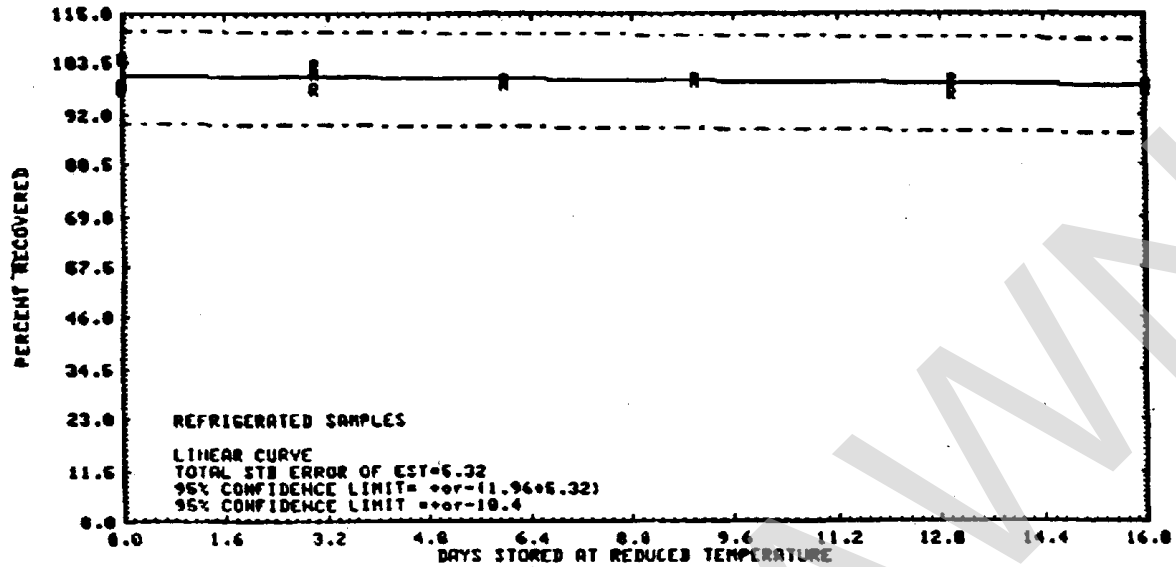 115.0
103.5
92.0
80.5
69.0
57.5
46.0
34.5
23.0
11.5
0.0
PERCENT RECOVERED
REFRIGERATED SAMPLES
LINEAR CURVE
TOTAL STD ERROR OF EST=5.32
95% CONFIDENCE LIMIT= +or-(1.96*5.32)
95% CONFIDENCE LIMIT =+or-10.4
0.0 1.6 3.2 4.8 6.4 8.0 9.6 11.2 12.8 14.4 16.0
DAYS STORED AT REDUCED TEMPERATURE